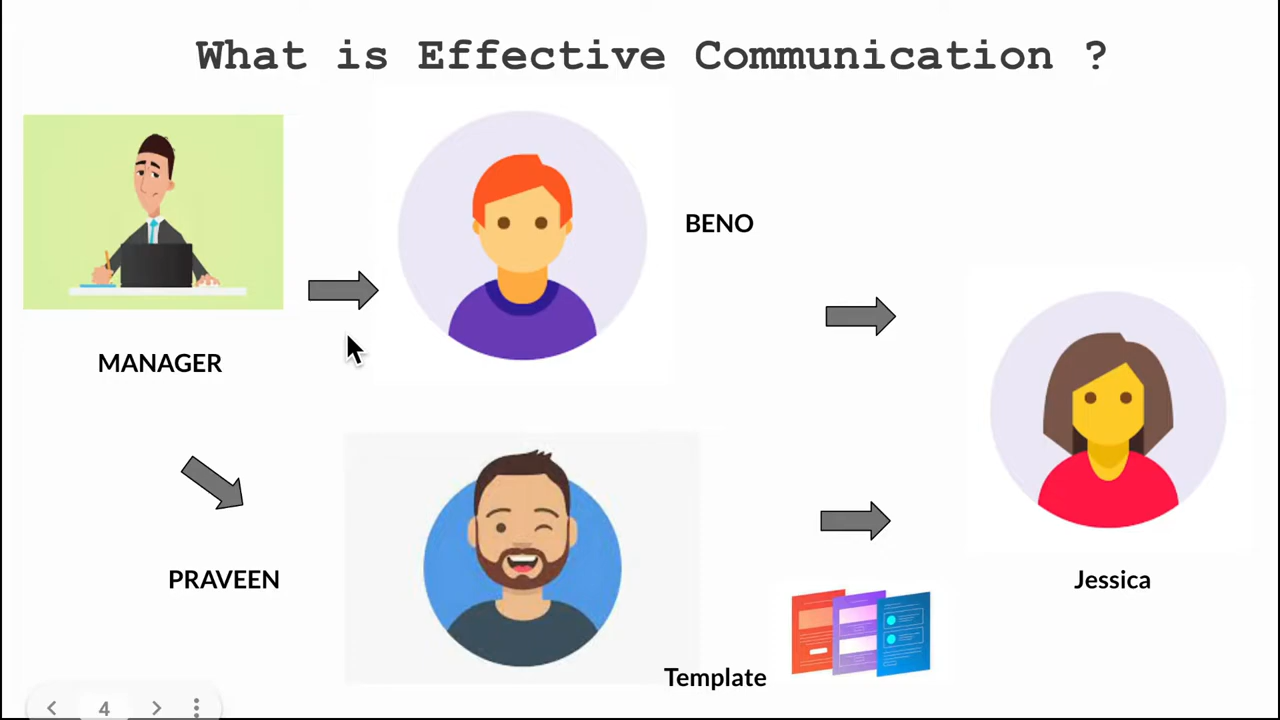 What is Effective Communication ?
BENO
MANAGER
PRAVEEN
Jessica
Template
4